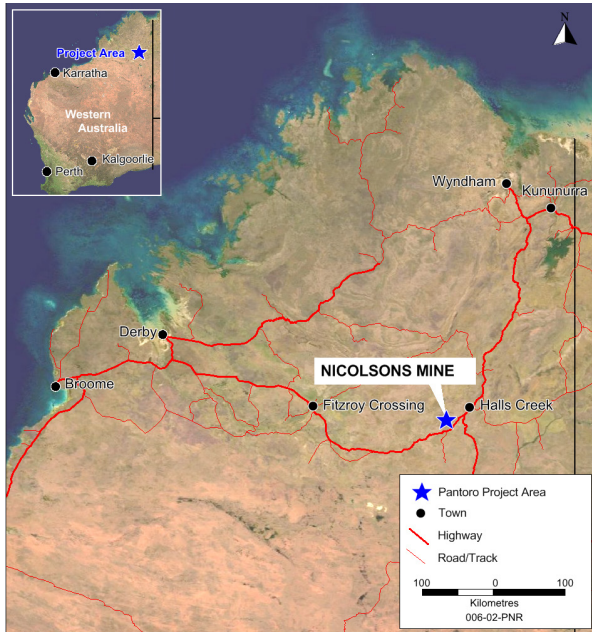 Project Area
Karratha
Western
Australia
Kalgoorlie
Perth
N
Wyndham
Kununurra
Derby
NICOLSONS MINE
Broome
Fitzroy Crossing
Halls Creek
Pantoro Project Area
Town
Highway
Road/Track
100 0 100
Kilometres
006-02-PNR